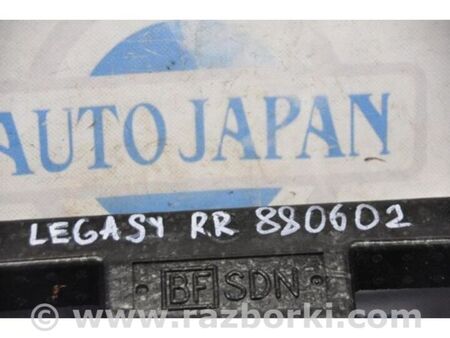 AUTO JAPAN
LEGASY RR 880602
BF SDN
© www.razborki.com